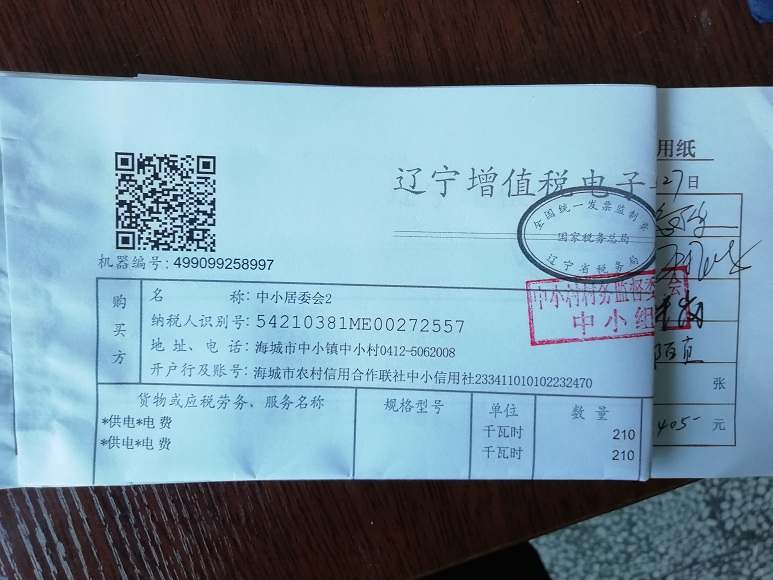 用纸
辽宁增值税电子
27日
全国统一发票监制章
国家税务总局
辽宁省税务局
机器编号: 499099258997
中小村村务监督委员会
中小组
购买方
名 称: 中小居委会2
纳税人识别号: 54210381ME00272557
地 址、电 话: 海城市中小镇中小村0412-5062008
开户行及账号: 海城市农村信用合作联社中小信用社233411010102232470
张
货物或应税劳务、服务名称 规格型号 单位 数 量
*供电*电费 千瓦时 210
405- 元
*供电*电费 千瓦时 210